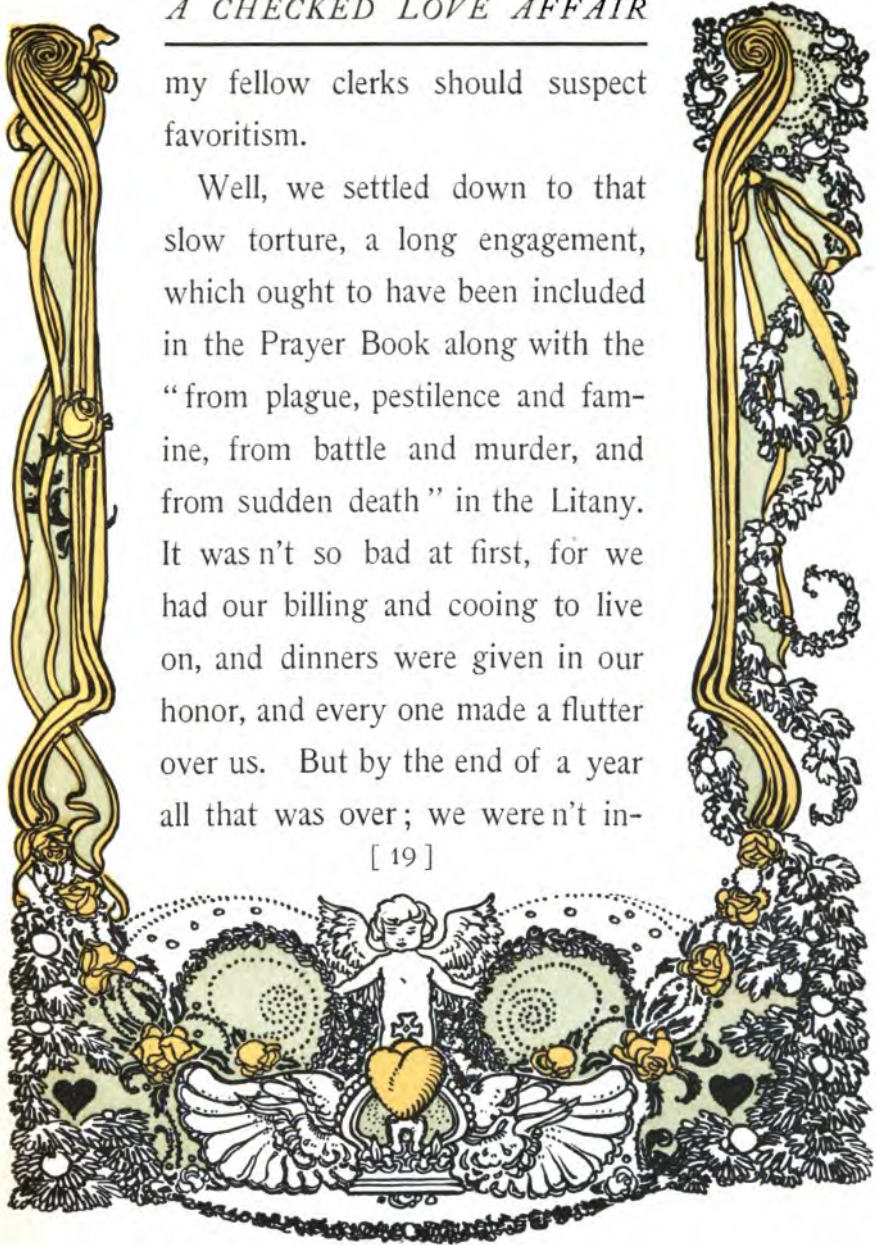 A CHECKED LOVE AFFAIR
my fellow clerks should suspect
favoritism.
Well, we settled down to that
slow torture, a long engagement,
which ought to have been included
in the Prayer Book along with the
“from plague, pestilence and fam-
ine, from battle and murder, and
from sudden death” in the Litany.
It was n't so bad at first, for we
had our billing and cooing to live
on, and dinners were given in our
honor, and every one made a flutter
over us. But by the end of a year
all that was over; we were n't in-
[ 19 ]